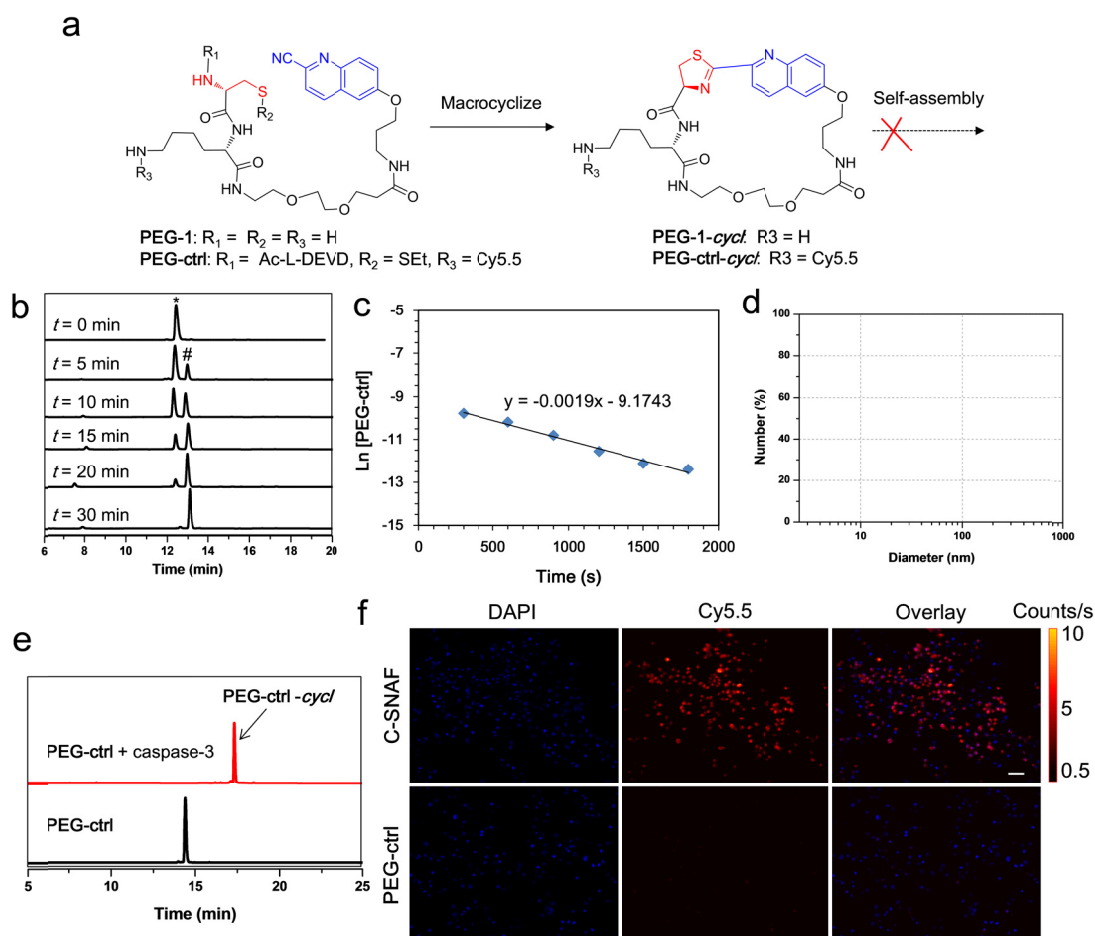 a
R1
HN
S
R2
NC
N
O
O
NH
HN
R3
O
N
H
O
O
NH
O
Macrocyclize
S
N
N
O
O
NH
HN
R3
O
N
H
O
O
NH
O
Self-assembly
PEG-1: R1 = R2 = R3 = H
PEG-ctrl: R1 = Ac-L-DEVD, R2 = SEt, R3 = Cy5.5
PEG-1-cycl: R3 = H
PEG-ctrl-cycl: R3 = Cy5.5
b
*
t = 0 min
#
t = 5 min
t = 10 min
t = 15 min
t = 20 min
t = 30 min
6 8 10 12 14 16 18 20
Time (min)
c
-5
-7
-9
-11
-13
-15
Ln [PEG-ctrl]
y = -0.0019x - 9.1743
0 500 1000 1500 2000
Time (s)
d
100
80
60
40
20
0
Number (%)
10 100 1000
Diameter (nm)
e
PEG-ctrl -cycl
PEG-ctrl + caspase-3
PEG-ctrl
5 10 15 20 25
Time (min)
f
DAPI Cy5.5 Overlay Counts/s
C-SNAF
PEG-ctrl
10
5
0.5